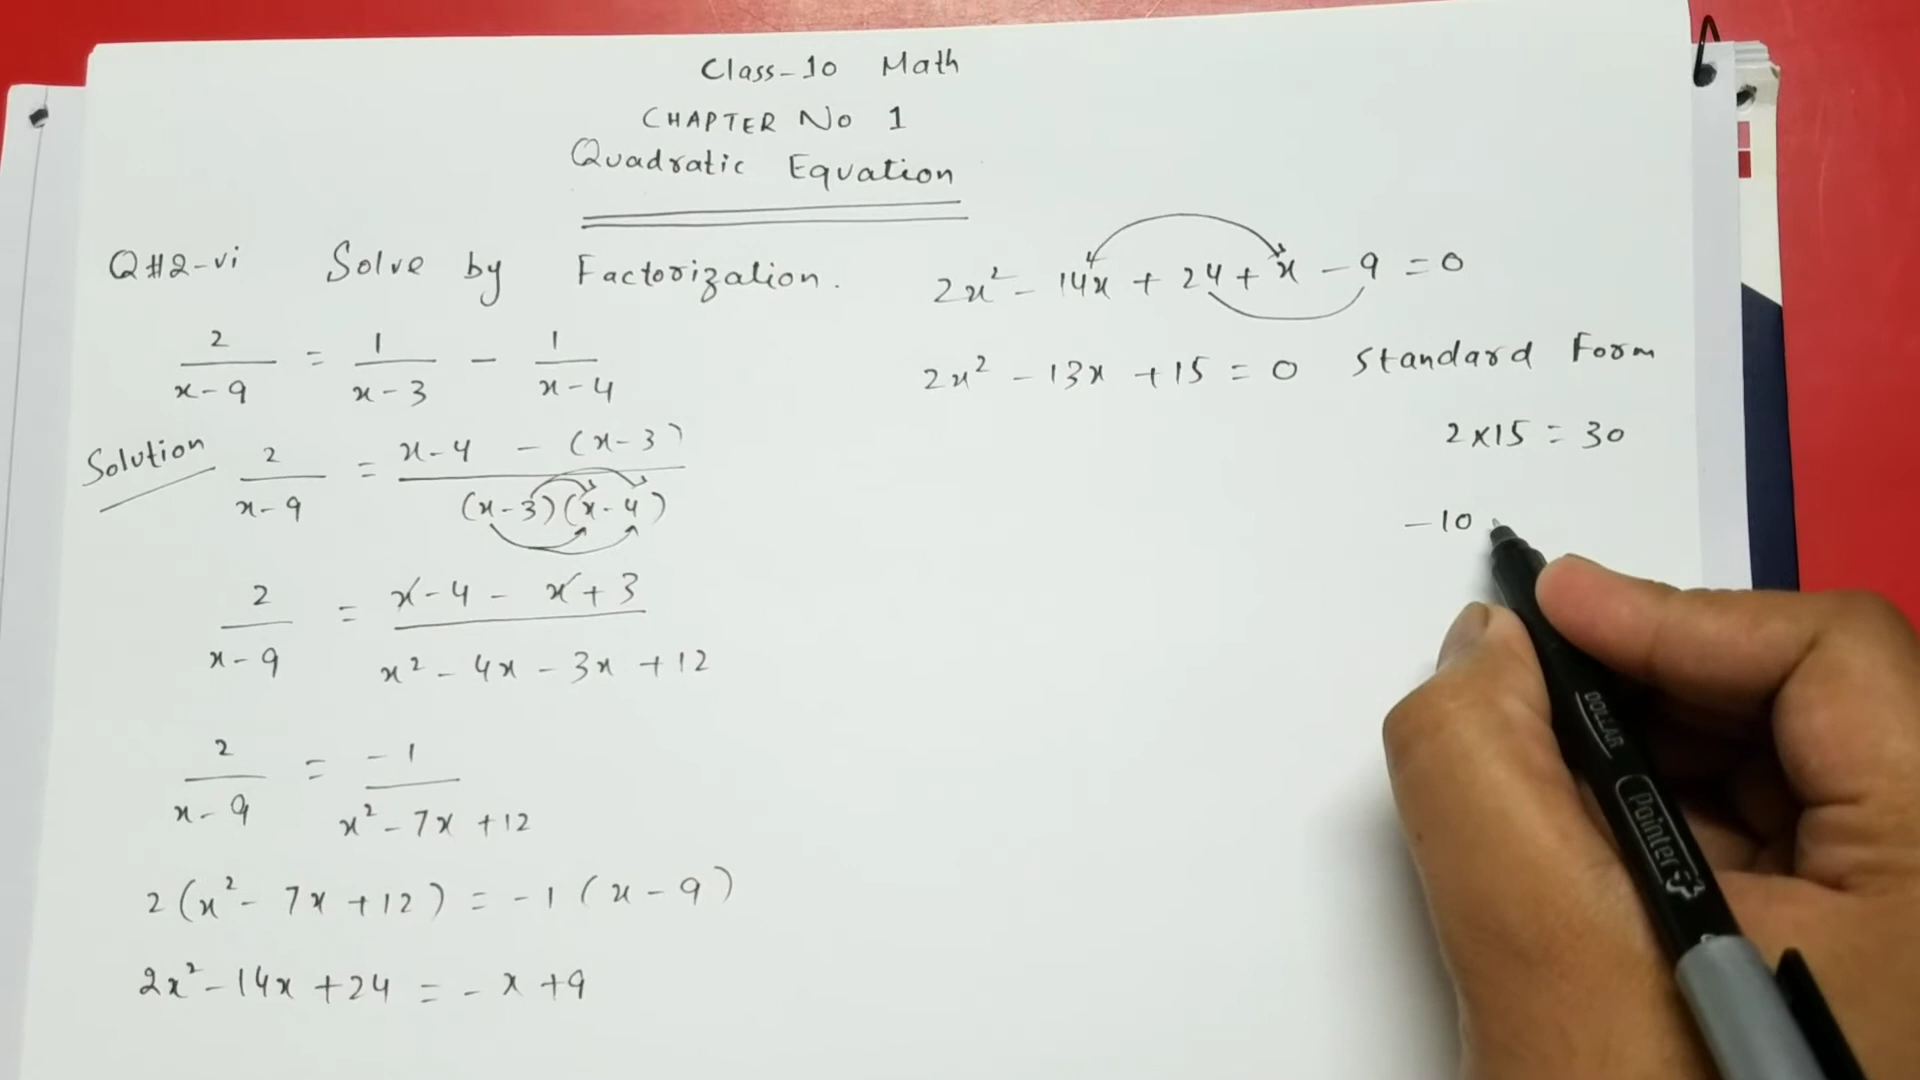 Class-10 Math
CHAPTER No 1
Quadratic Equation
Q#2-vi Solve by Factorization.
2/(x-9) = 1/(x-3) - 1/(x-4)
Solution 2/(x-9) = (x-4 - (x-3))/((x-3)(x-4))
2/(x-9) = (x-4 - x+3)/(x² - 4x - 3x + 12)
2/(x-9) = -1/(x² - 7x + 12)
2(x² - 7x + 12) = -1(x - 9)
2x² - 14x + 24 = - x + 9
2x² - 14x + 24 + x - 9 = 0
2x² - 13x + 15 = 0 Standard Form
2×15 = 30
-10
DOLLAR
Pointer